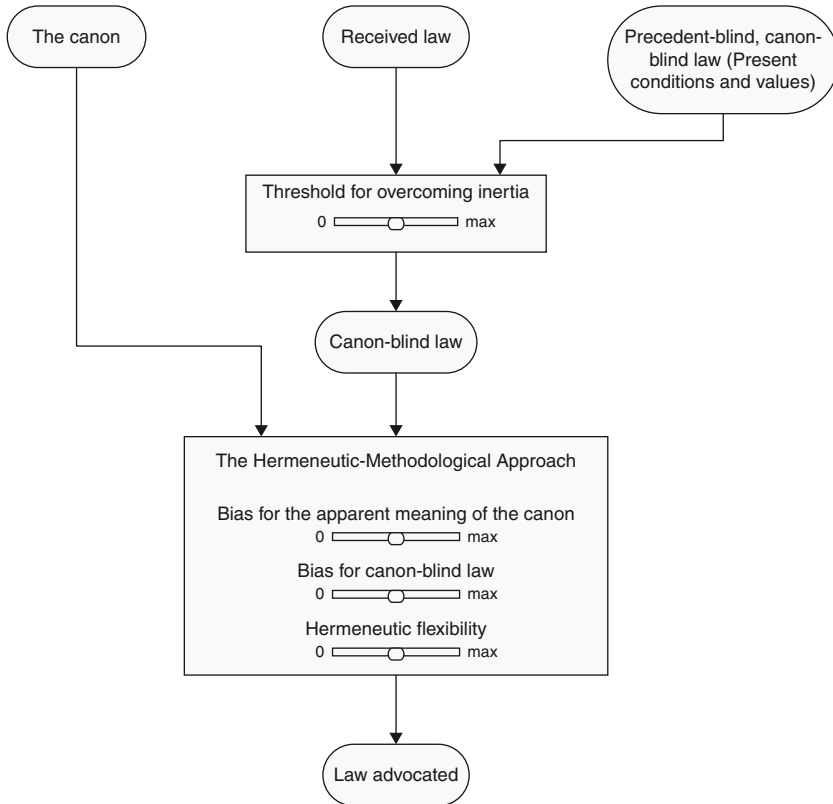 The canon
Received law
Precedent-blind, canon-
blind law (Present
conditions and values)
Threshold for overcoming inertia
0 max
Canon-blind law
The Hermeneutic-Methodological Approach
Bias for the apparent meaning of the canon
0 max
Bias for canon-blind law
0 max
Hermeneutic flexibility
0 max
Law advocated